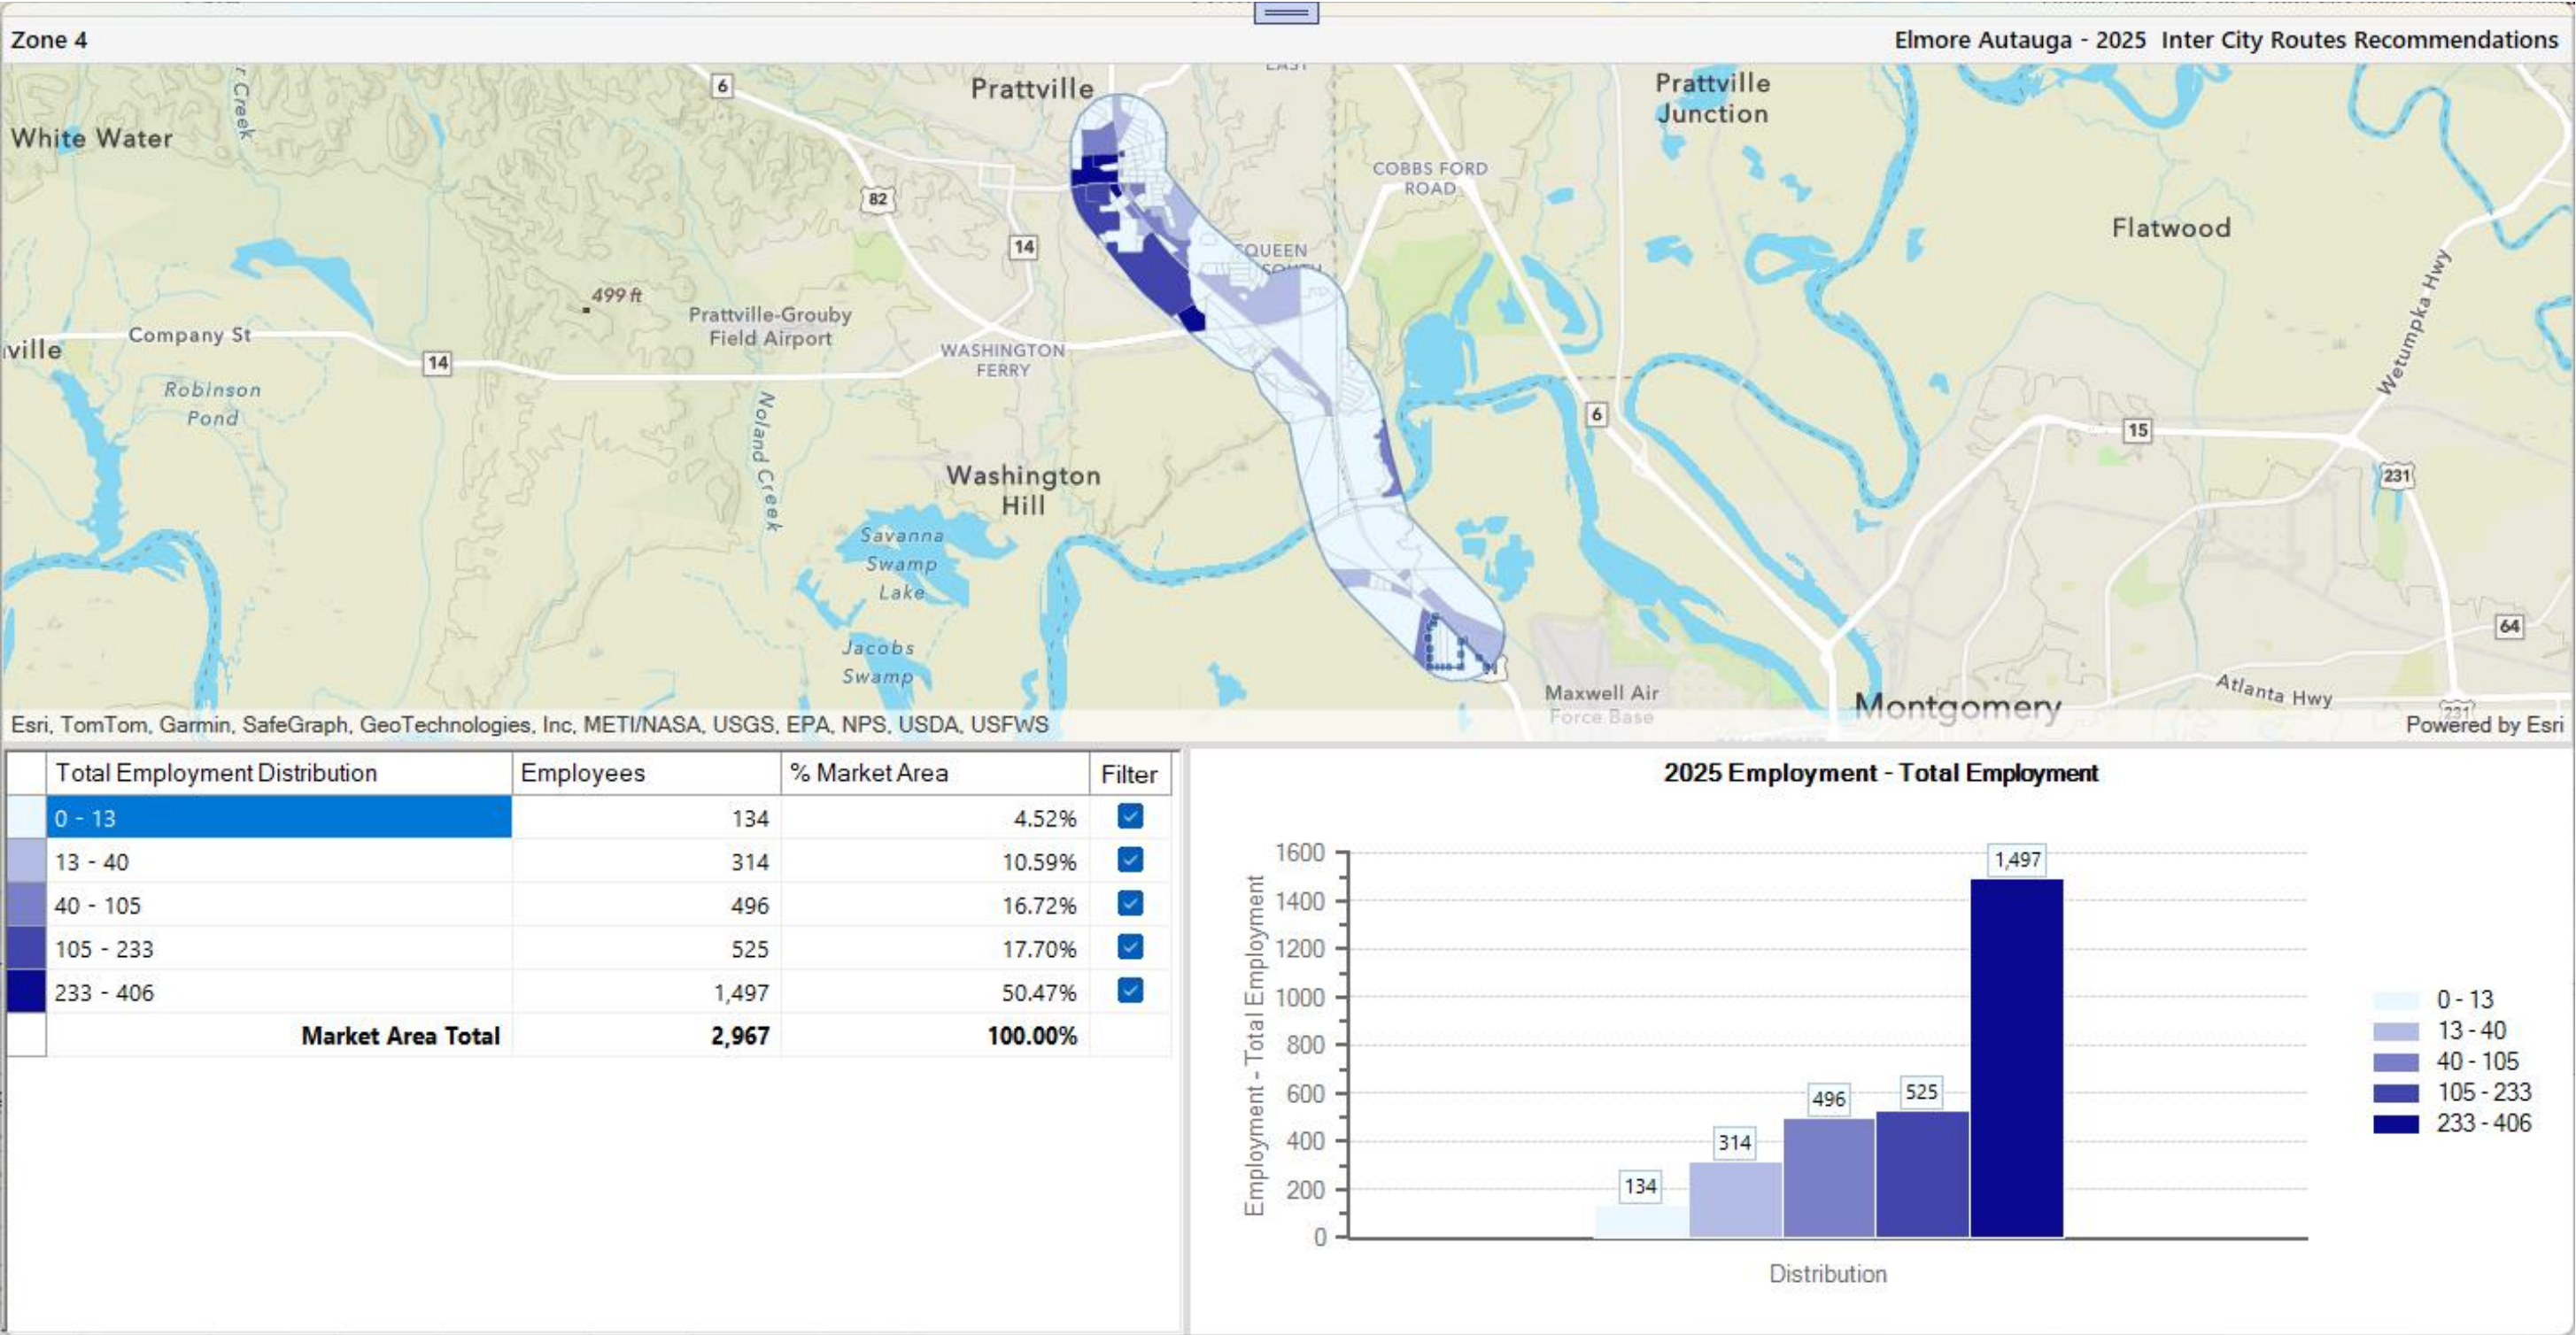 Zone 4
Elmore Autauga - 2025 Inter City Routes Recommendations
6
Prattville
EAST
Prattville
Junction
r Creek
White Water
COBBS FORD
ROAD
82
Flatwood
14
QUEEN
SOUTH
499 ft
Prattville-Grouby
Field Airport
Wetumpka Hwy
Company St
ville
14
WASHINGTON
FERRY
Robinson
Pond
Noland Creek
6
15
Washington
Hill
231
Savanna
Swamp
Lake
64
Jacobs
Swamp
Maxwell Air
Force Base
Montgomery
Atlanta Hwy
231
Esri, TomTom, Garmin, SafeGraph, GeoTechnologies, Inc, METI/NASA, USGS, EPA, NPS, USDA, USFWS
Powered by Esri
Total Employment Distribution Employees % Market Area Filter
0 - 13 134 4.52%
13 - 40 314 10.59%
40 - 105 496 16.72%
105 - 233 525 17.70%
233 - 406 1,497 50.47%
Market Area Total 2,967 100.00%
2025 Employment - Total Employment
Employment - Total Employment
1600
1400
1200
1000
800
600
400
200
0
134
314
496
525
1,497
Distribution
0 - 13
13 - 40
40 - 105
105 - 233
233 - 406